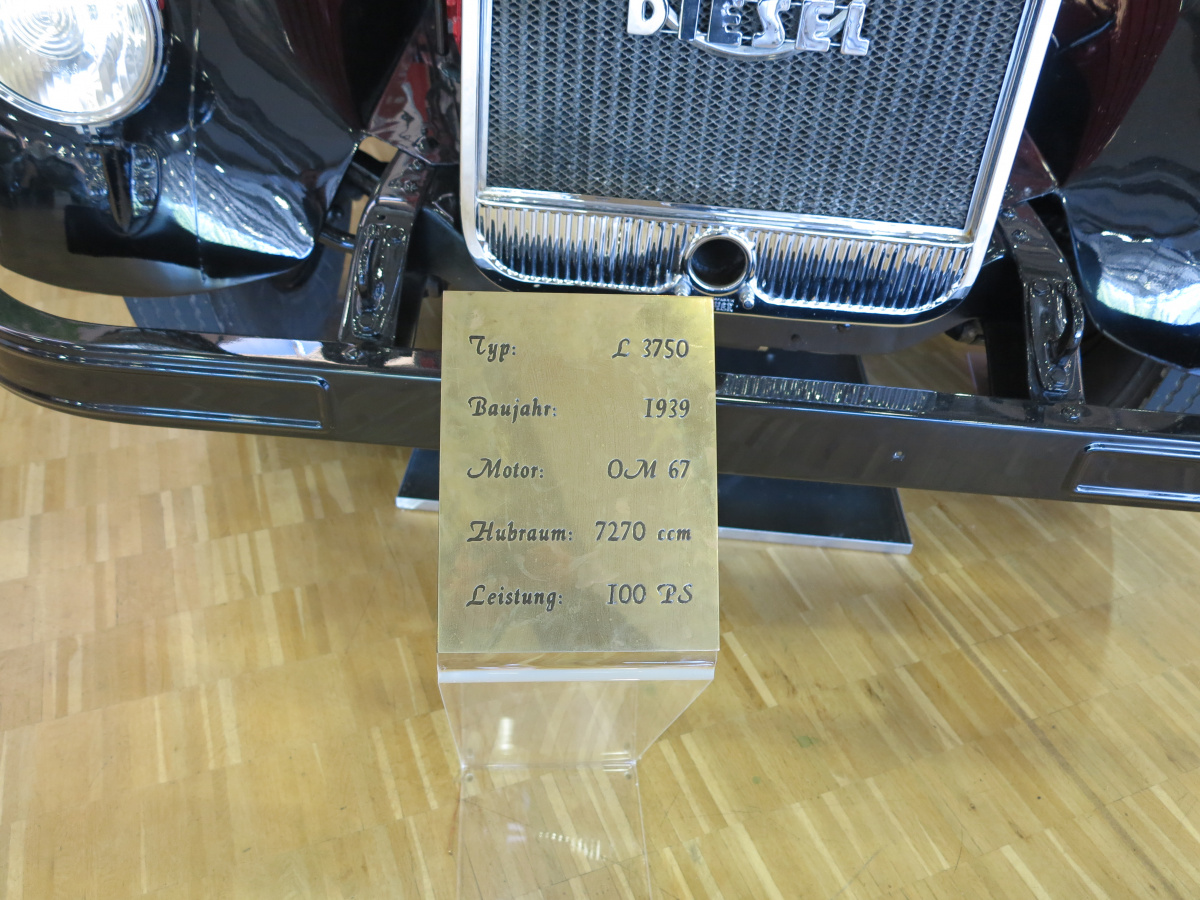 DIESEL
Typ: L 3750
Baujahr: 1939
Motor: OM 67
Hubraum: 7270 ccm
Leistung: 100 PS